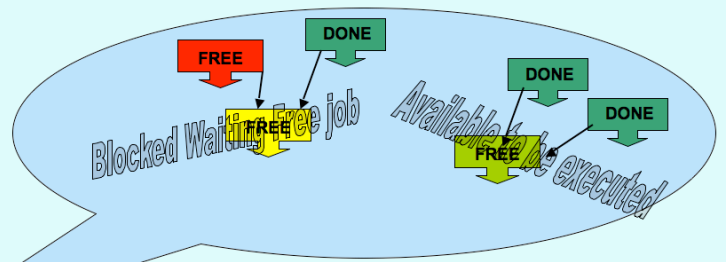 FREE
DONE
FREE
Blocked Waiting Free job
DONE
DONE
FREE
Available to be executed